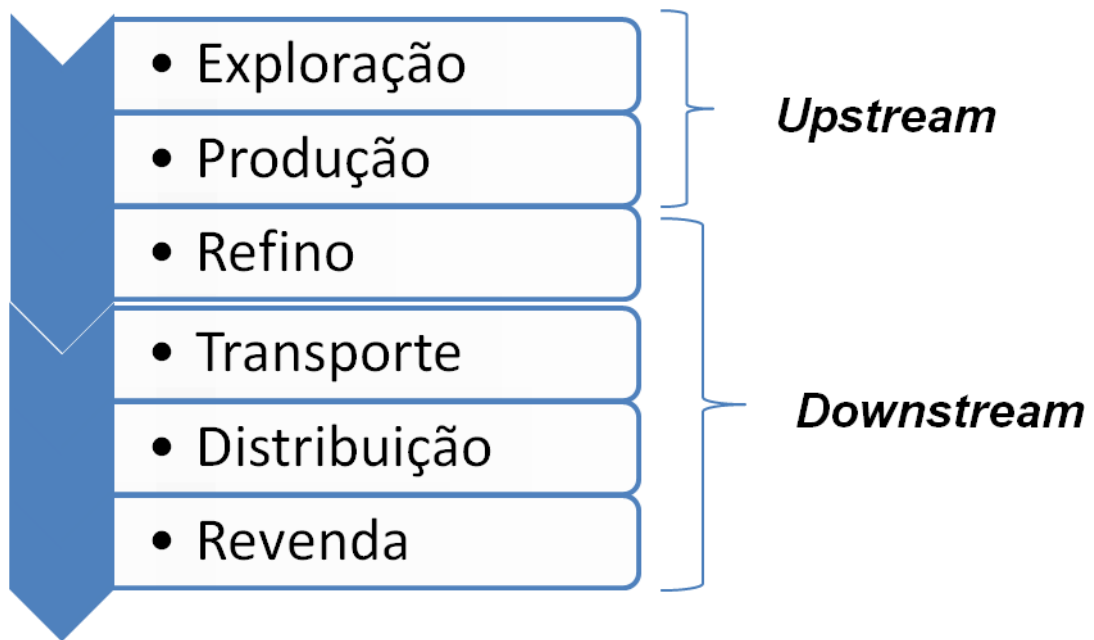 • Exploração
• Produção
Upstream
• Refino
• Transporte
• Distribuição
• Revenda
Downstream